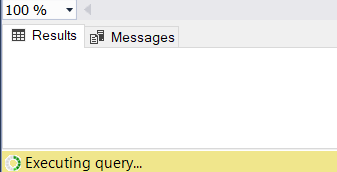 100 %
Results Messages
Executing query...